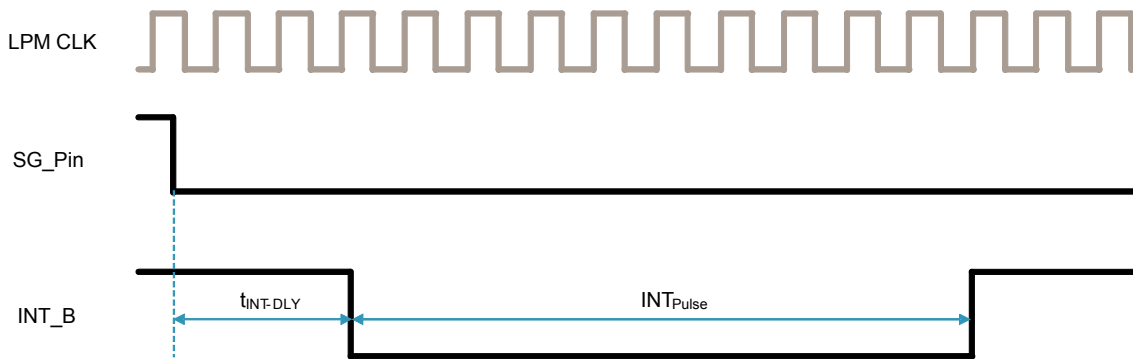 LPM CLK
SG_Pin
INT_B
tINT-DLY
INTPulse